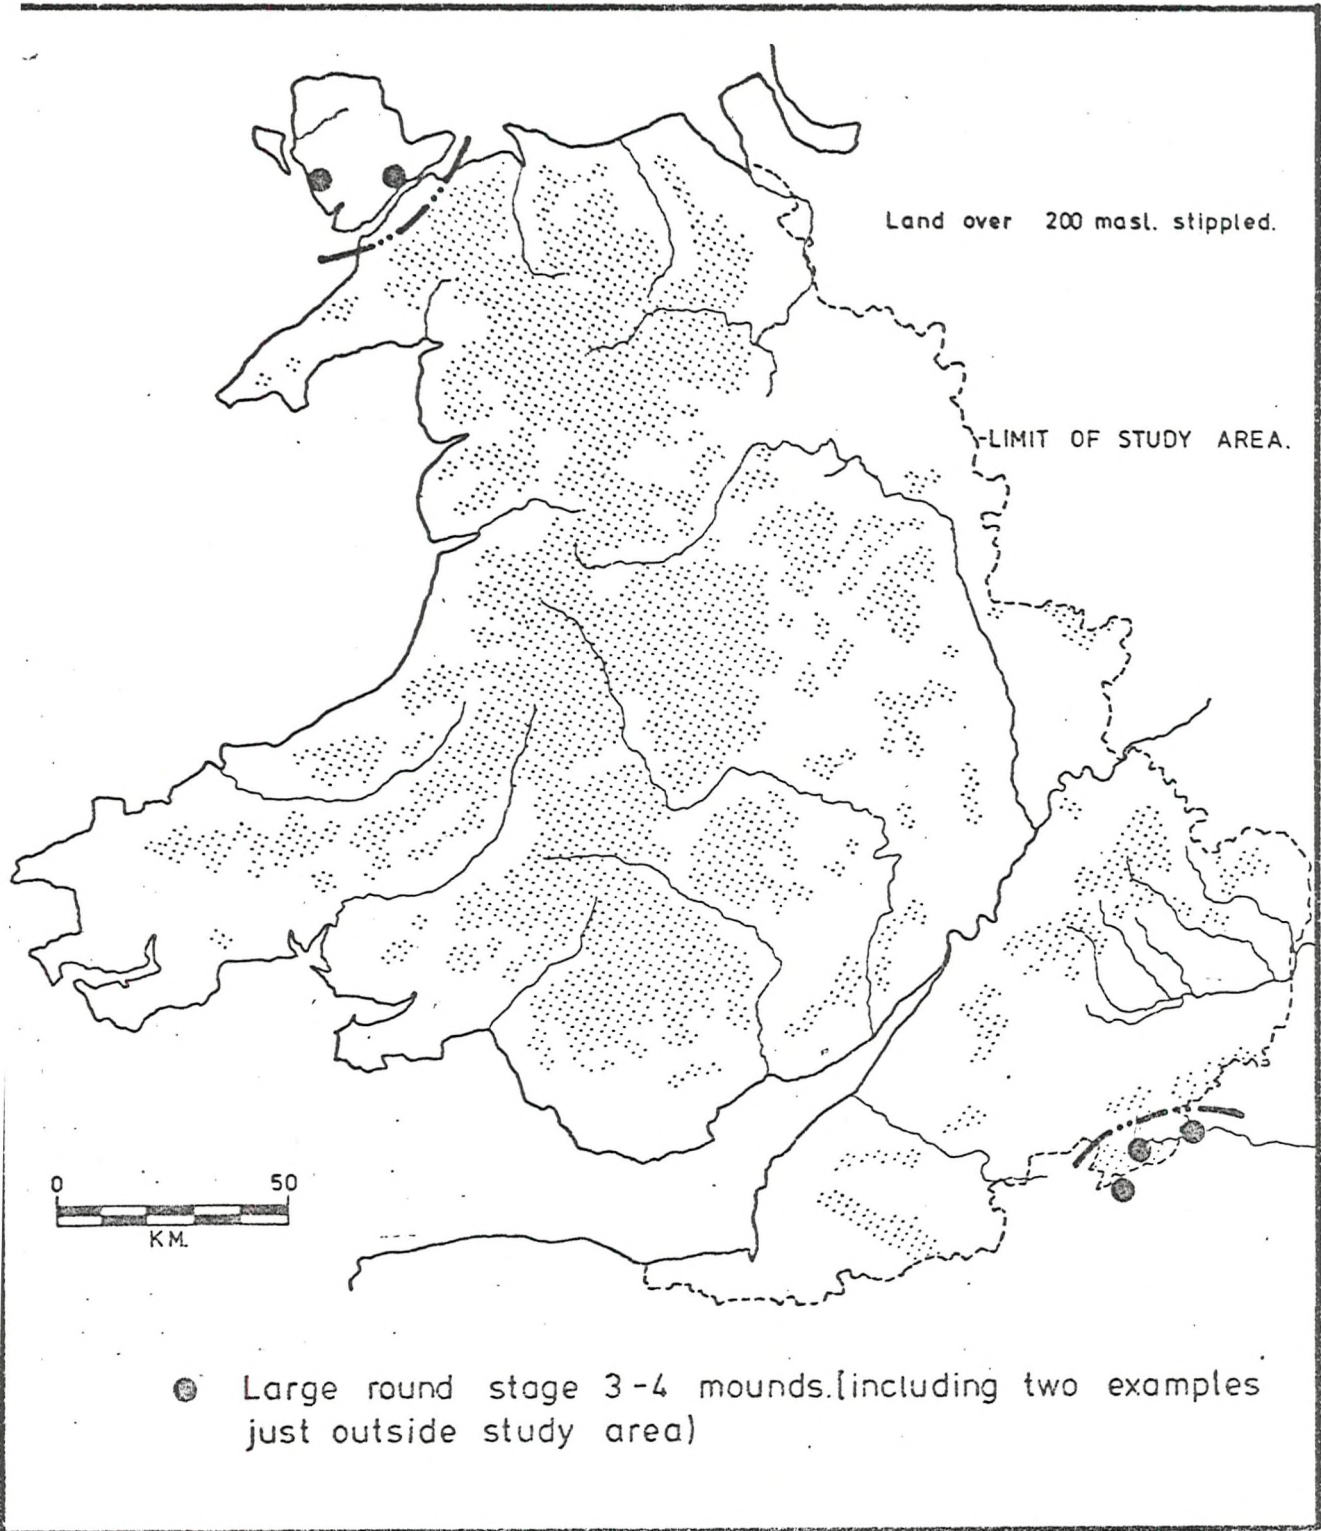 Land over 200 masl. stippled.
LIMIT OF STUDY AREA.
0 50
KM.
Large round stage 3-4 mounds.[including two examples
just outside study area)